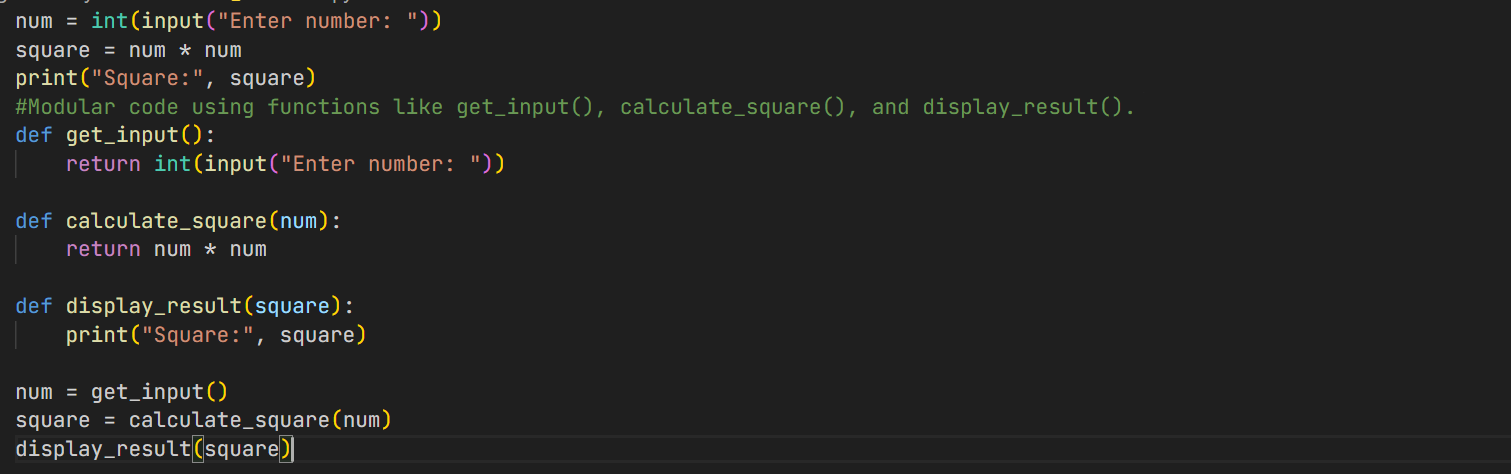 num = int(input("Enter number: "))
square = num * num
print("Square:", square)
#Modular code using functions like get_input(), calculate_square(), and display_result().
def get_input():
    return int(input("Enter number: "))

def calculate_square(num):
    return num * num

def display_result(square):
    print("Square:", square)

num = get_input()
square = calculate_square(num)
display_result(square)